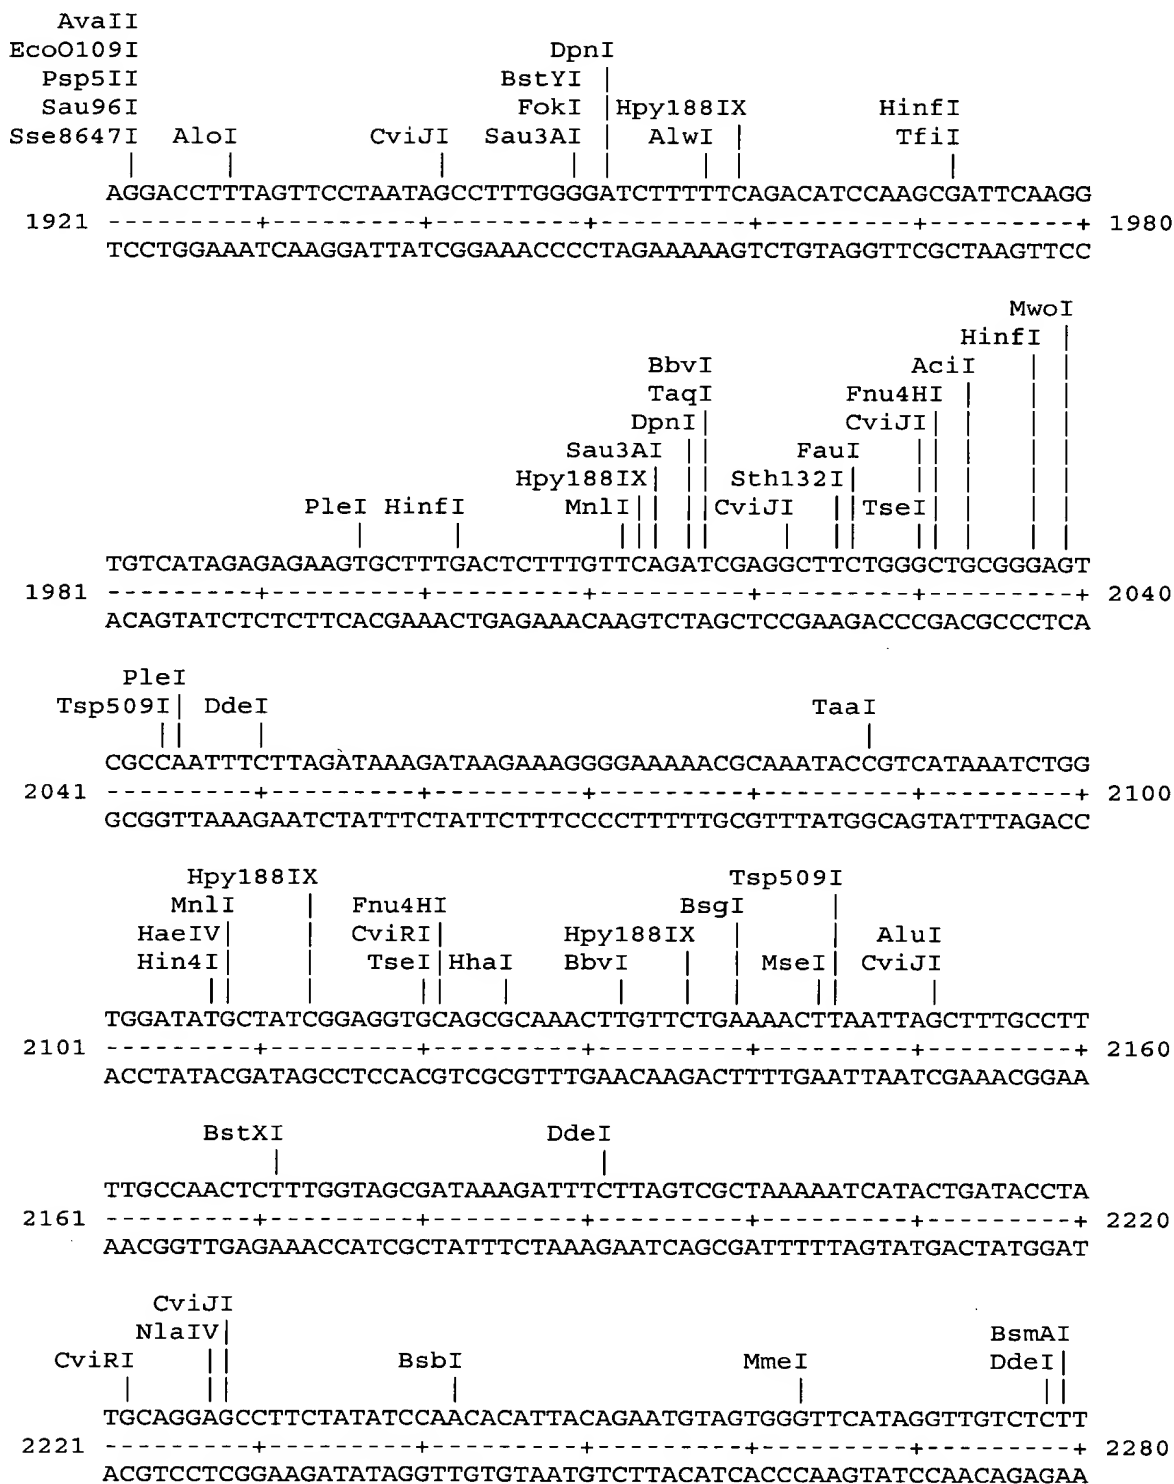 AvaII
EcoO109I DpnI
Psp5II BstYI
Sau96I FokI Hpy188IX HinfI
Sse8647I AloI CviJI Sau3AI AlwI TfiI
AGGACCTTTAGTTCCTAATAGCCTTTGGGGATCTTTTTCAGACATCCAAGCGATTCAAGG
1921 ---------+---------+---------+---------+---------+---------+ 1980
TCCTGGAAATCAAGGATTATCGGAAACCCCTAGAAAAAGTCTGTAGGTTCGCTAAGTTCC
MwoI
HinfI
BbvI AciI
TaqI Fnu4HI
DpnI CviJI
Sau3AI FauI
Hpy188IX Sth132I
PleI HinfI MnlI CviJI TseI
TGTCATAGAGAGAAGTGCTTTGACTCTTTGTTCAGATCGAGGCTTCTGGGCTGCGGGAGT
1981 ---------+---------+---------+---------+---------+---------+ 2040
ACAGTATCTCTCTTCACGAAACTGAGAAACAAGTCTAGCTCCGAAGACCCGACGCCCTCA
PleI
Tsp509I DdeI TaaI
CGCCAATTTCTTAGATAAAGATAAGAAAGGGGAAAAACGCAAATACCGTCATAAATCTGG
2041 ---------+---------+---------+---------+---------+---------+ 2100
GCGGTTAAAGAATCTATTTCTATTCTTTCCCCTTTTTGCGTTTATGGCAGTATTTAGACC
Hpy188IX Tsp509I
MnlI Fnu4HI BsgI
HaeIV CviRI Hpy188IX AluI
Hin4I TseI HhaI BbvI MseI CviJI
TGGATATGCTATCGGAGGTGCAGCGCAAACTTGTTCTGAAAACTTAATTAGCTTTGCCTT
2101 ---------+---------+---------+---------+---------+---------+ 2160
ACCTATACGATAGCCTCCACGTCGCGTTTGAACAAGACTTTTGAATTAATCGAAACGGAA
BstXI DdeI
TTGCCAACTCTTTGGTAGCGATAAAGATTTCTTAGTCGCTAAAAATCATACTGATACCTA
2161 ---------+---------+---------+---------+---------+---------+ 2220
AACGGTTGAGAAACCATCGCTATTTCTAAAGAATCAGCGATTTTTAGTATGACTATGGAT
CviJI
NlaIV BsmAI
CviRI BsbI MmeI DdeI
TGCAGGAGCCTTCTATATCCAACACATTACAGAATGTAGTGGGTTCATAGGTTGTCTCTT
2221 ---------+---------+---------+---------+---------+---------+ 2280
ACGTCCTCGGAAGATATAGGTTGTGTAATGTCTTACATCACCCAAGTATCCAACAGAGAA